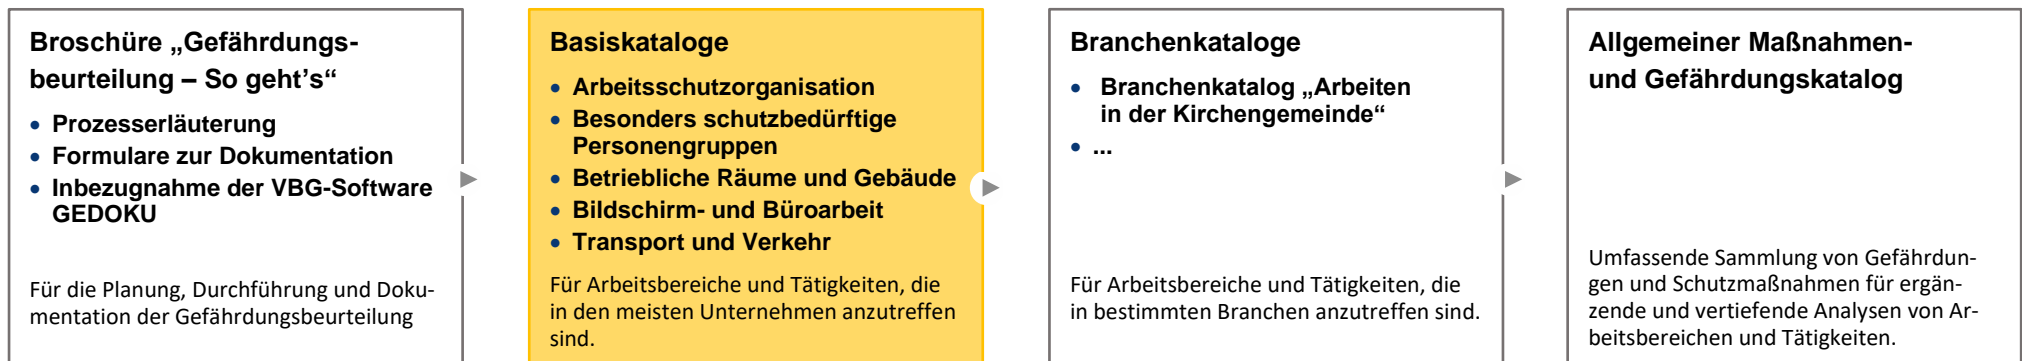 Broschüre „Gefährdungs-
beurteilung – So geht’s“
• Prozesserläuterung
• Formulare zur Dokumentation
• Inbezugnahme der VBG-Software
GEDOKU
Für die Planung, Durchführung und Doku-
mentation der Gefährdungsbeurteilung
Basiskataloge
• Arbeitsschutzorganisation
• Besonders schutzbedürftige
Personengruppen
• Betriebliche Räume und Gebäude
• Bildschirm- und Büroarbeit
• Transport und Verkehr
Für Arbeitsbereiche und Tätigkeiten, die
in den meisten Unternehmen anzutreffen
sind.
Branchenkataloge
• Branchenkatalog „Arbeiten
in der Kirchengemeinde“
• ...
Für Arbeitsbereiche und Tätigkeiten, die
in bestimmten Branchen anzutreffen sind.
Allgemeiner Maßnahmen-
und Gefährdungskatalog
Umfassende Sammlung von Gefährdun-
gen und Schutzmaßnahmen für ergän-
zende und vertiefende Analysen von Ar-
beitsbereichen und Tätigkeiten.